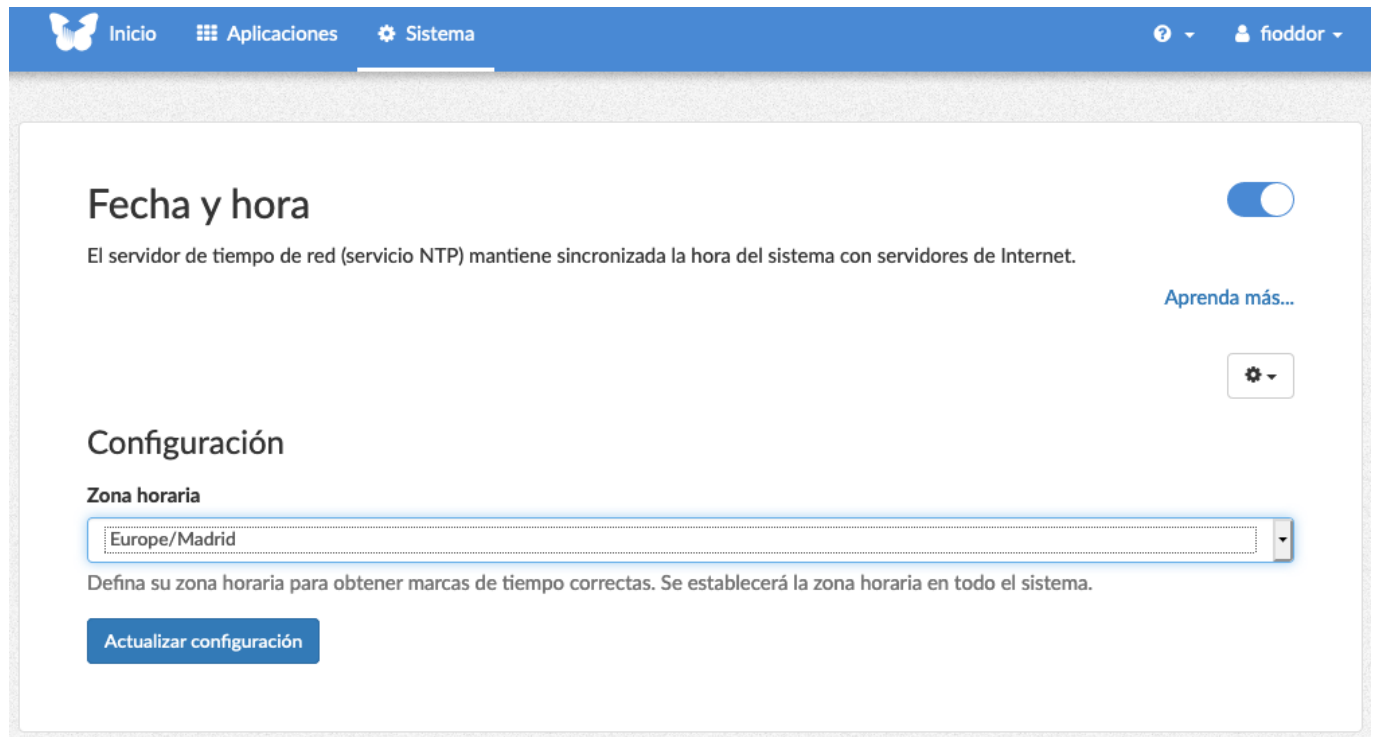 Inicio Aplicaciones Sistema fioddor
Fecha y hora
El servidor de tiempo de red (servicio NTP) mantiene sincronizada la hora del sistema con servidores de Internet.
Aprenda más...
Configuración
Zona horaria
Europe/Madrid
Defina su zona horaria para obtener marcas de tiempo correctas. Se establecerá la zona horaria en todo el sistema.
Actualizar configuración